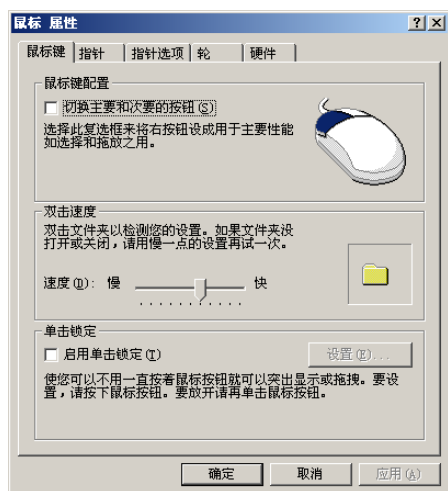 鼠标 属性
鼠标键 指针 指针选项 轮 硬件
鼠标键配置
切换主要和次要的按钮(S)
选择此复选框来将右按钮设成用于主要性能
如选择和拖放之用。
双击速度
双击文件夹以检测您的设置。如果文件夹没
打开或关闭，请用慢一点的设置再试一次。
速度(D): 慢 快
单击锁定
启用单击锁定(T)
设置(E)...
使您可以不用一直按着鼠标按钮就可以突出显示或拖拽。要设
置，请按下鼠标按钮。要放开请再单击鼠标按钮。
确定 取消 应用(A)